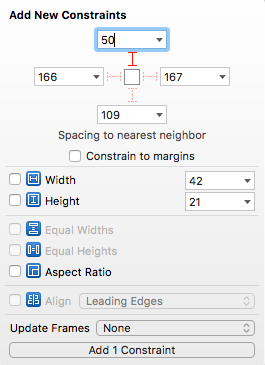 Add New Constraints
50
166 167
109
Spacing to nearest neighbor
Constrain to margins
Width 42
Height 21
Equal Widths
Equal Heights
Aspect Ratio
Align Leading Edges
Update Frames None
Add 1 Constraint